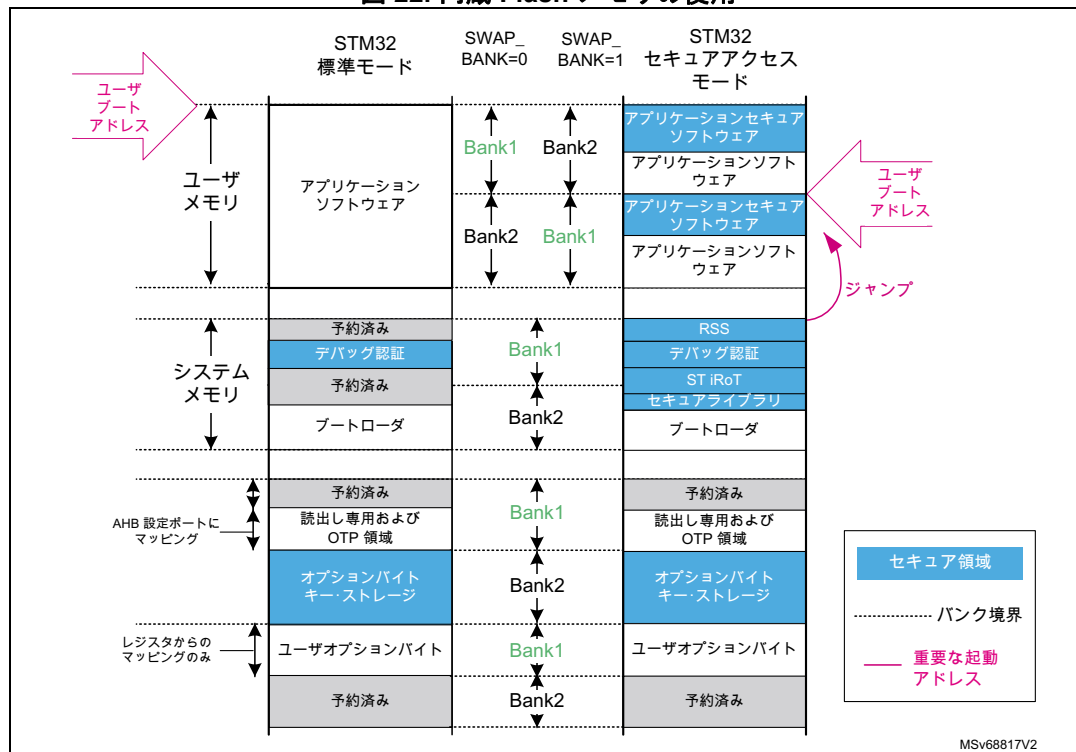 図 22. 内蔵 Flash メモリの使用
STM32
標準モード
SWAP_
BANK=0
SWAP_
BANK=1
STM32
セキュアアクセス
モード
ユーザ
ブート
アドレス
ユーザ
メモリ
アプリケーション
ソフトウェア
Bank1
Bank2
Bank2
Bank1
アプリケーションセキュア
ソフトウェア
アプリケーションソフト
ウェア
アプリケーションセキュア
ソフトウェア
アプリケーションソフト
ウェア
ユーザ
ブート
アドレス
ジャンプ
システム
メモリ
予約済み
デバッグ認証
予約済み
ブートローダ
Bank1
Bank2
RSS
デバッグ認証
ST iRoT
セキュアライブラリ
ブートローダ
AHB 設定ポートに
マッピング
予約済み
読出し専用および
OTP 領域
オプションバイト
キー・ストレージ
Bank1
Bank2
予約済み
読出し専用および
OTP 領域
オプションバイト
キー・ストレージ
レジスタからの
マッピングのみ
ユーザオプションバイト
予約済み
Bank1
Bank2
ユーザオプションバイト
予約済み
セキュア領域
バンク境界
重要な起動
アドレス
MSv68817V2